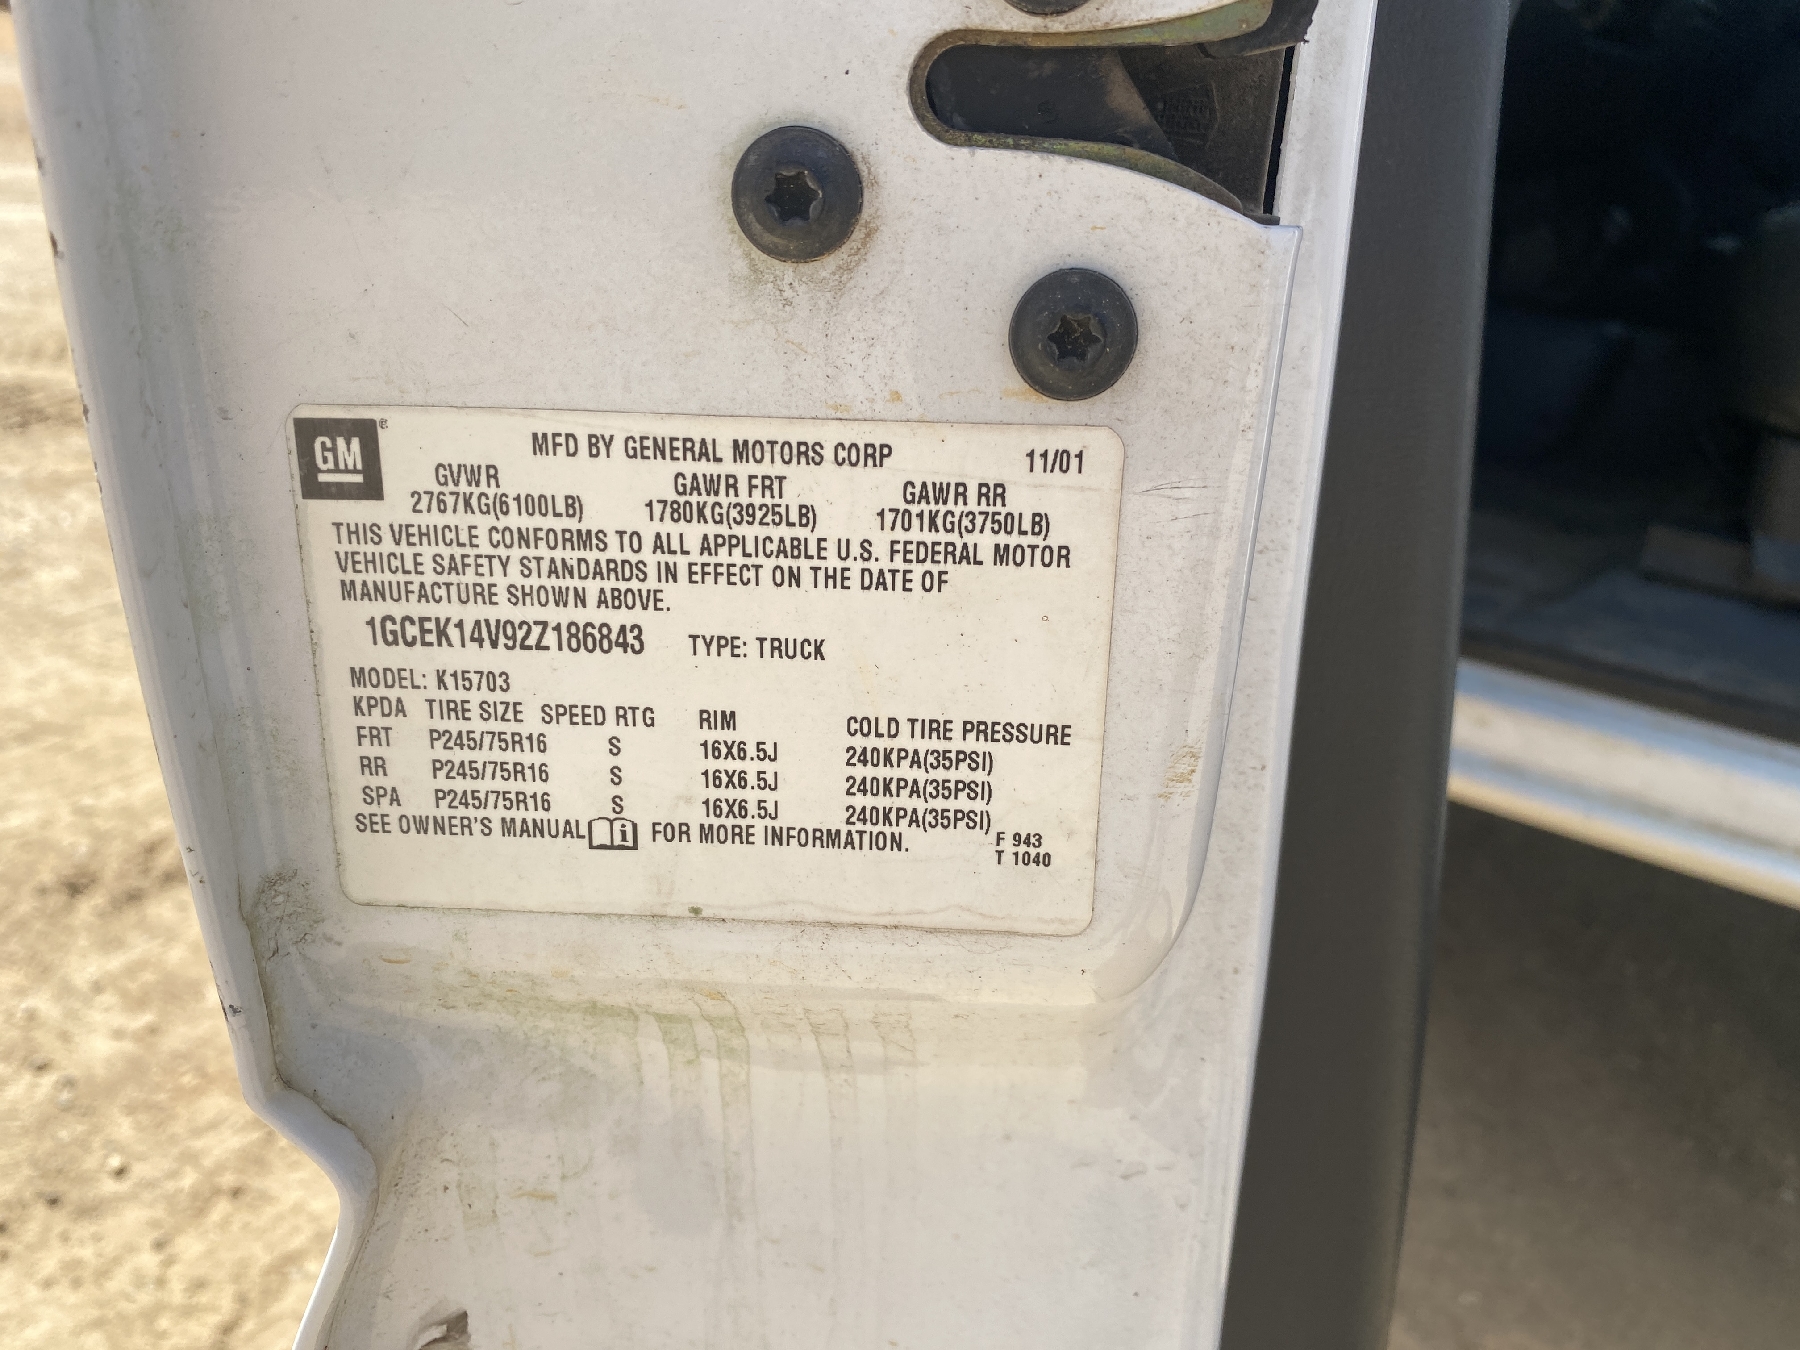 GM ®
MFD BY GENERAL MOTORS CORP 11/01
GVWR GAWR FRT GAWR RR
2767KG(6100LB) 1780KG(3925LB) 1701KG(3750LB)
THIS VEHICLE CONFORMS TO ALL APPLICABLE U.S. FEDERAL MOTOR
VEHICLE SAFETY STANDARDS IN EFFECT ON THE DATE OF
MANUFACTURE SHOWN ABOVE.
1GCEK14V92Z186843 TYPE: TRUCK
MODEL: K15703
KPDA TIRE SIZE SPEED RTG RIM COLD TIRE PRESSURE
FRT P245/75R16 S 16X6.5J 240KPA(35PSI)
RR P245/75R16 S 16X6.5J 240KPA(35PSI)
SPA P245/75R16 S 16X6.5J 240KPA(35PSI)
SEE OWNER'S MANUAL i FOR MORE INFORMATION.
F 943
T 1040